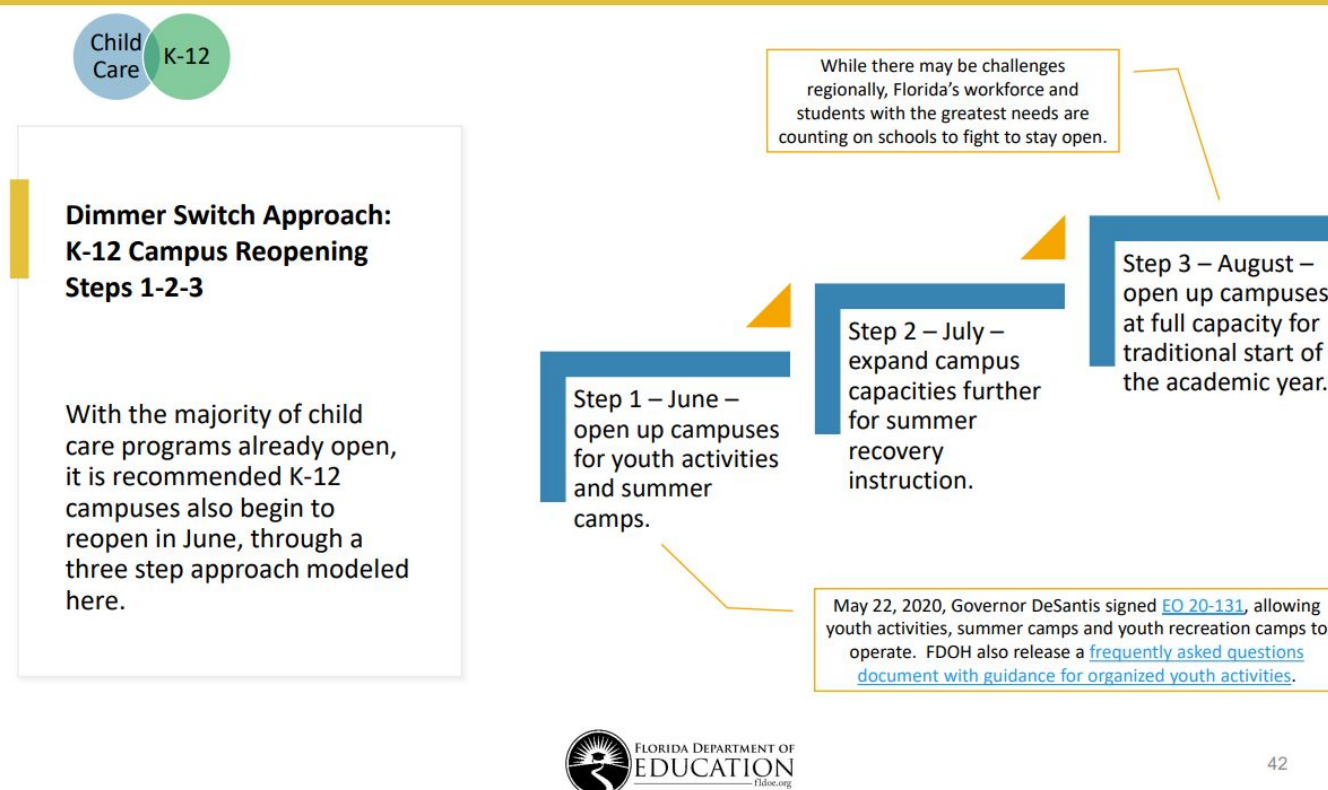 Child
Care
K-12
Dimmer Switch Approach:
K-12 Campus Reopening
Steps 1-2-3
With the majority of child
care programs already open,
it is recommended K-12
campuses also begin to
reopen in June, through a
three step approach modeled
here.
While there may be challenges
regionally, Florida’s workforce and
students with the greatest needs are
counting on schools to fight to stay open.
Step 1 – June –
open up campuses
for youth activities
and summer
camps.
Step 2 – July –
expand campus
capacities further
for summer
recovery
instruction.
Step 3 – August –
open up campuses
at full capacity for
traditional start of
the academic year.
May 22, 2020, Governor DeSantis signed EO 20-131, allowing
youth activities, summer camps and youth recreation camps to
operate. FDOH also release a frequently asked questions
document with guidance for organized youth activities.
FLORIDA DEPARTMENT OF
EDUCATION
fldoe.org
42